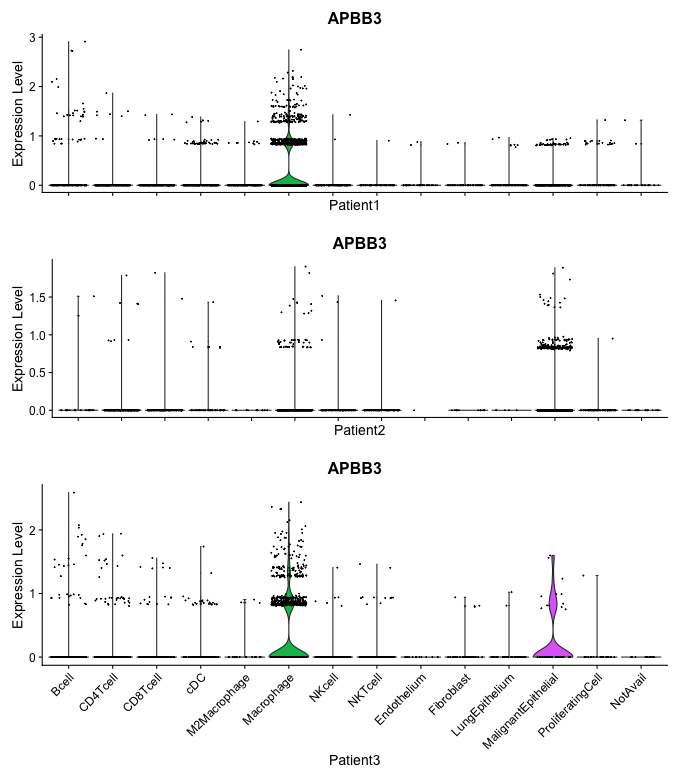 APBB3
Expression Level
3
2
1
0
Patient1
APBB3
Expression Level
1.5
1.0
0.5
0.0
Patient2
APBB3
Expression Level
2
1
0
Bcell
CD4Tcell
CD8Tcell
cDC
M2Macrophage
Macrophage
NKcell
NKTcell
Endothelium
Fibroblast
LungEpithelium
MalignantEpithelial
ProliferatingCell
NotAvail
Patient3